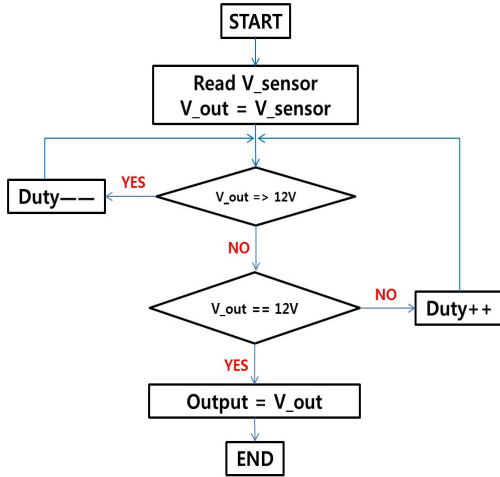 START
Read V_sensor
V_out = V_sensor
YES
Duty——
V_out => 12V
NO
V_out == 12V
NO
Duty++
YES
Output = V_out
END